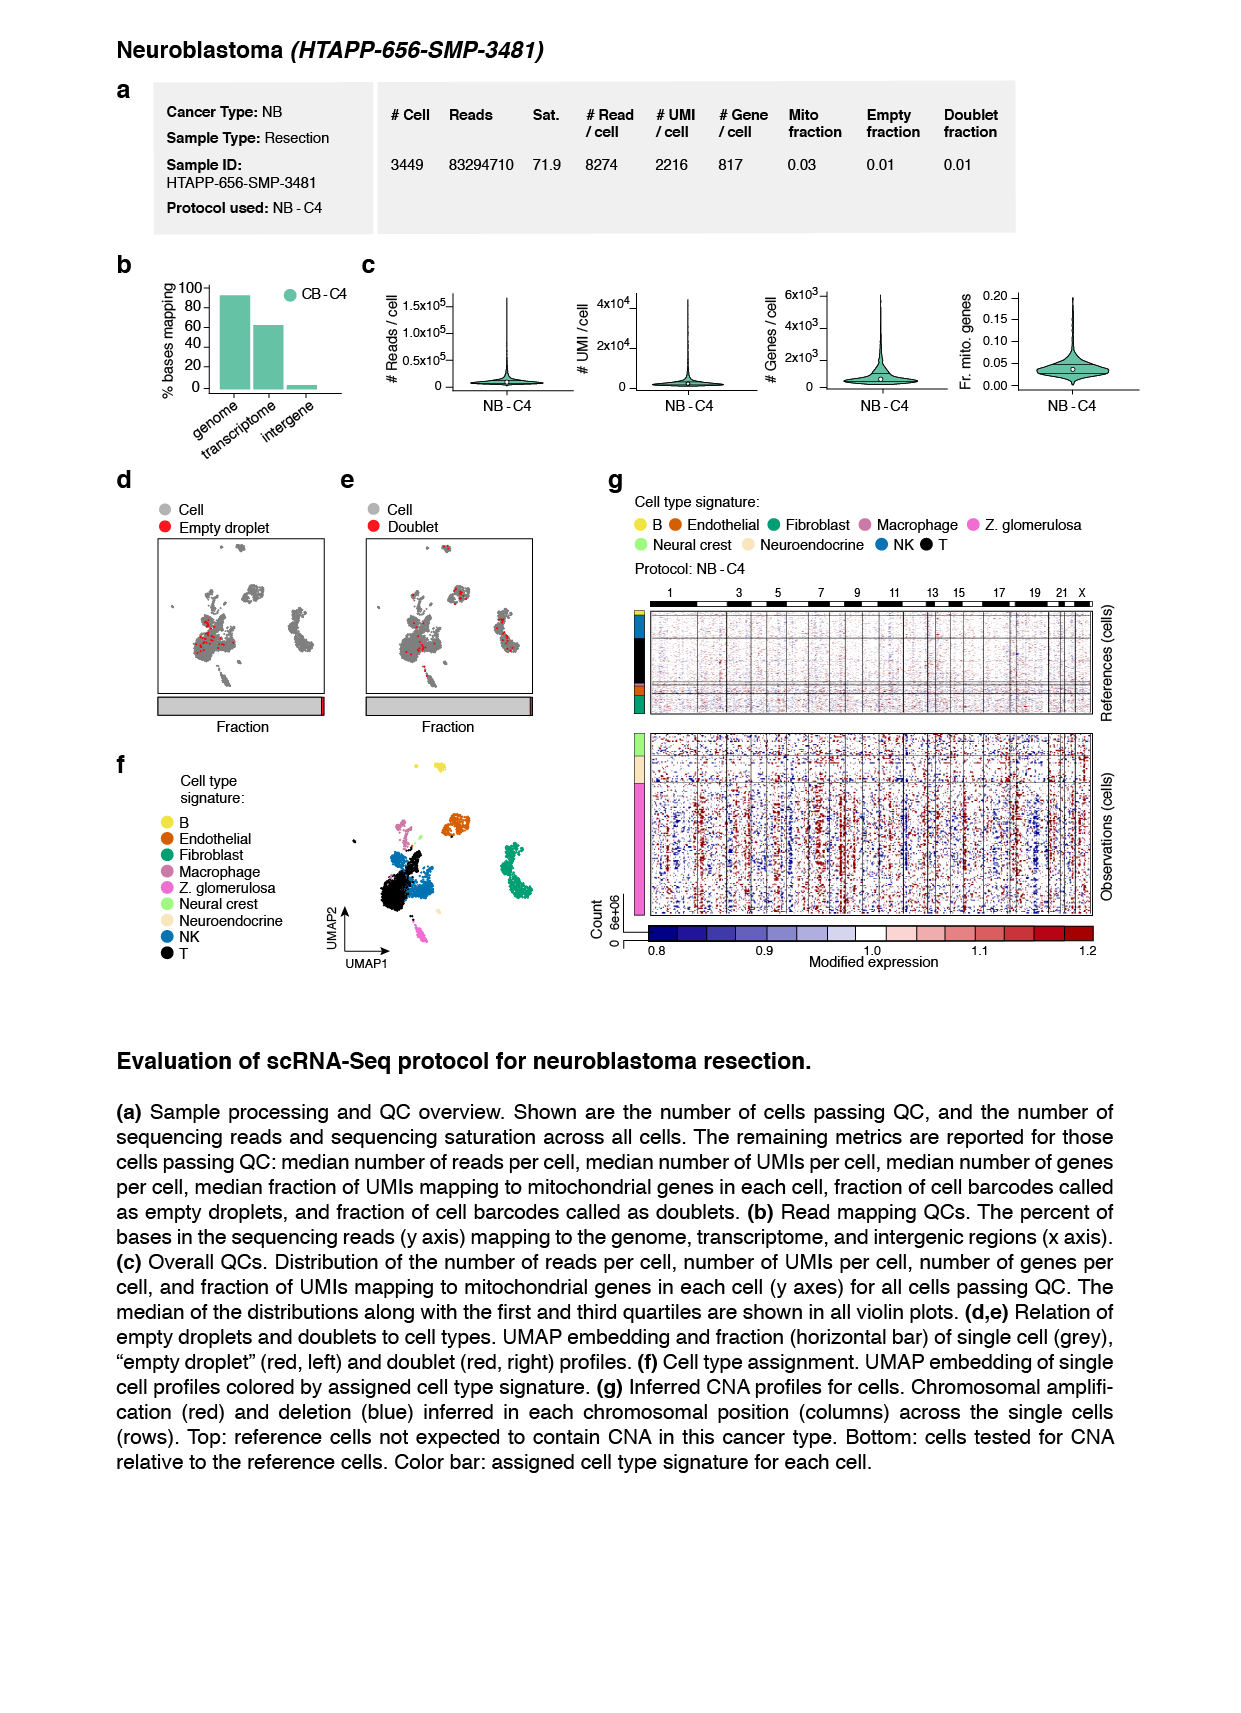 Neuroblastoma (HTAPP-656-SMP-3481)
a
Cancer Type: NB
Sample Type: Resection
Sample ID:
HTAPP-656-SMP-3481
Protocol used: NB - C4
# Cell Reads Sat. # Read / cell # UMI / cell # Gene / cell Mito fraction Empty fraction Doublet fraction
3449 83294710 71.9 8274 2216 817 0.03 0.01 0.01
b
% bases mapping
100
80
60
40
20
0
CB - C4
genome
transcriptome
intergene
c
# Reads / cell
1.5x10⁵
1.0x10⁵
0.5x10⁵
0
NB - C4
# UMI / cell
4x10⁴
2x10⁴
0
NB - C4
# Genes / cell
6x10³
4x10³
2x10³
0
NB - C4
Fr. mito. genes
0.20
0.15
0.10
0.05
0.00
NB - C4
d
Cell
Empty droplet
Fraction
e
Cell
Doublet
Fraction
f
Cell type
signature:
B
Endothelial
Fibroblast
Macrophage
Z. glomerulosa
Neural crest
Neuroendocrine
NK
T
UMAP2
UMAP1
g
Cell type signature:
B Endothelial Fibroblast Macrophage Z. glomerulosa
Neural crest Neuroendocrine NK T
Protocol: NB - C4
1 3 5 7 9 11 13 15 17 19 21 X
References (cells)
Observations (cells)
Count
0 6e+06
0.8 0.9 1.0 1.1 1.2
Modified expression
Evaluation of scRNA-Seq protocol for neuroblastoma resection.
(a) Sample processing and QC overview. Shown are the number of cells passing QC, and the number of
sequencing reads and sequencing saturation across all cells. The remaining metrics are reported for those
cells passing QC: median number of reads per cell, median number of UMIs per cell, median number of genes
per cell, median fraction of UMIs mapping to mitochondrial genes in each cell, fraction of cell barcodes called
as empty droplets, and fraction of cell barcodes called as doublets. (b) Read mapping QCs. The percent of
bases in the sequencing reads (y axis) mapping to the genome, transcriptome, and intergenic regions (x axis).
(c) Overall QCs. Distribution of the number of reads per cell, number of UMIs per cell, number of genes per
cell, and fraction of UMIs mapping to mitochondrial genes in each cell (y axes) for all cells passing QC. The
median of the distributions along with the first and third quartiles are shown in all violin plots. (d,e) Relation of
empty droplets and doublets to cell types. UMAP embedding and fraction (horizontal bar) of single cell (grey),
“empty droplet” (red, left) and doublet (red, right) profiles. (f) Cell type assignment. UMAP embedding of single
cell profiles colored by assigned cell type signature. (g) Inferred CNA profiles for cells. Chromosomal amplifi-
cation (red) and deletion (blue) inferred in each chromosomal position (columns) across the single cells
(rows). Top: reference cells not expected to contain CNA in this cancer type. Bottom: cells tested for CNA
relative to the reference cells. Color bar: assigned cell type signature for each cell.